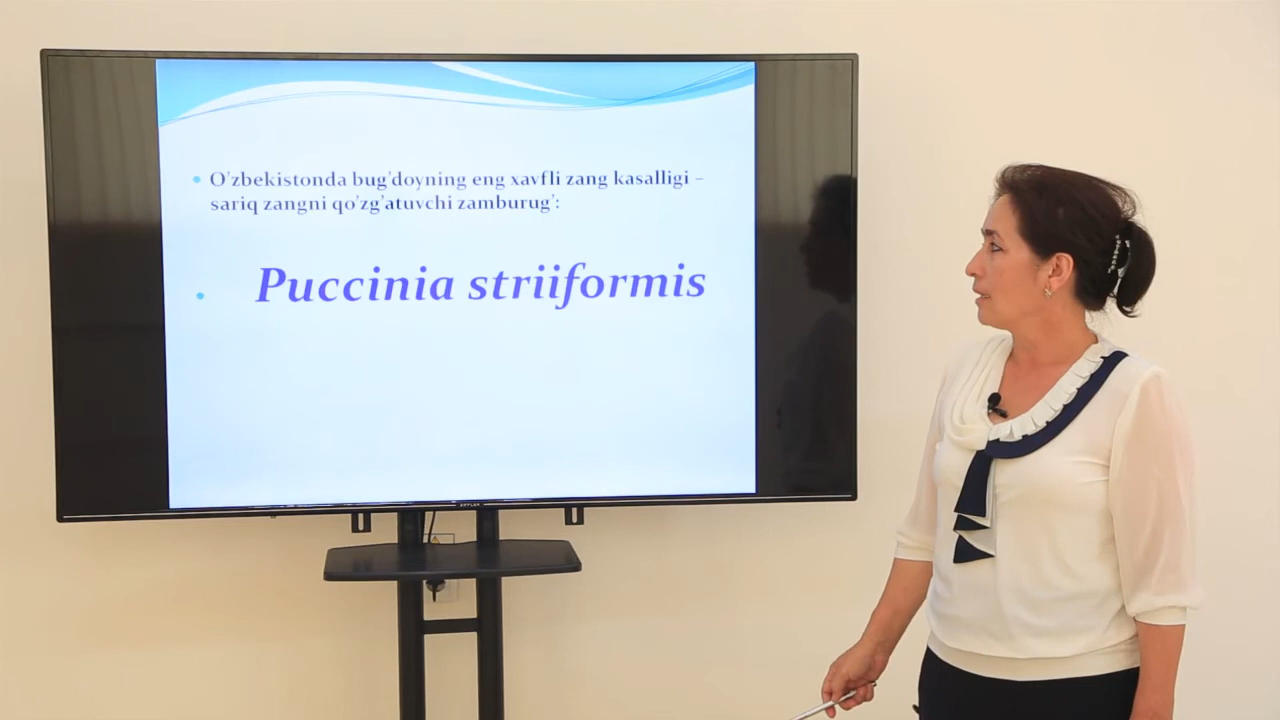 O'zbekistonda bug'doyning eng xavfli zang kasalligi –
sariq zangni qo'zg'atuvchi zamburug':
Puccinia striiformis